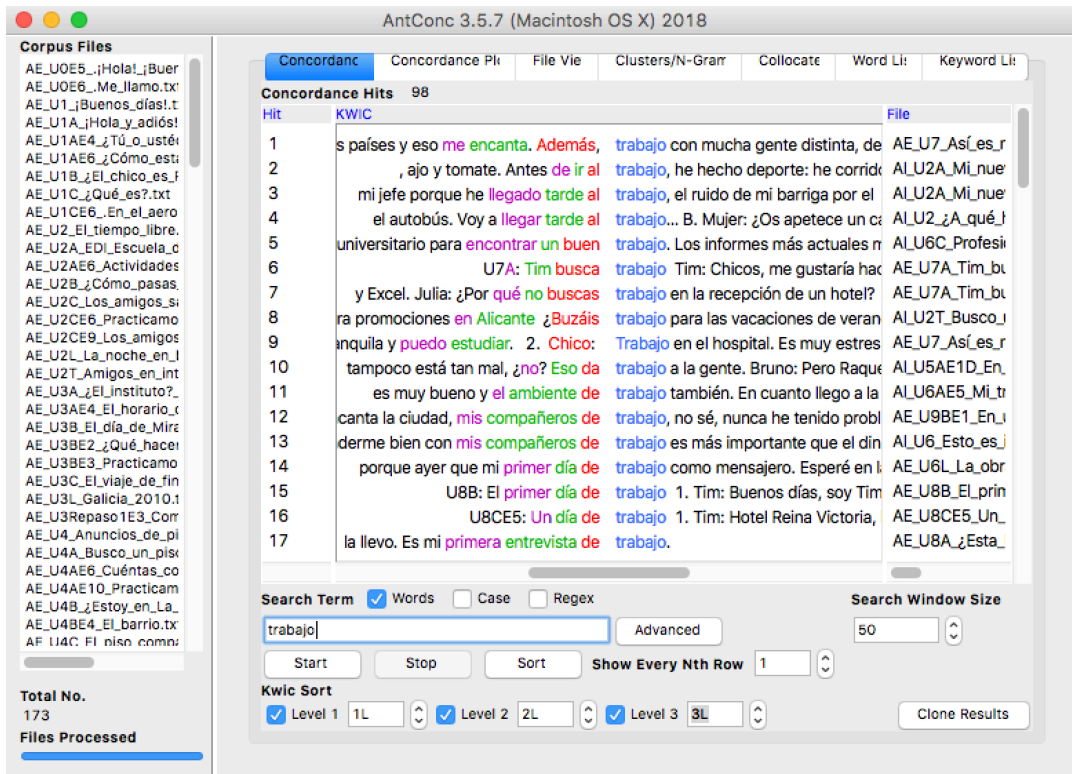 AntConc 3.5.7 (Macintosh OS X) 2018
Corpus Files
AE_U0E5_.¡Hola!_¡Buer
AE_U0E6_.Me_llamo.txt
AE_U1_¡Buenos_días!.t
AE_U1A_¡Hola_y_adiós!
AE_U1AE4_¿Tú_o_usté
AE_U1AE6_¿Cómo_está
AE_U1B_¿El_chico_es_F
AE_U1C_¿Qué_es?.txt
AE_U1CE6_.En_el_aero
AE_U2_El_tiempo_libre.
AE_U2A_EDI_Escuela_d
AE_U2AE6_Actividades
AE_U2B_¿Cómo_pasas_
AE_U2C_Los_amigos_sa
AE_U2CE6_Practicamo
AE_U2CE9_Los_amigos
AE_U2L_La_noche_en_l
AE_U2T_Amigos_en_int
AE_U3A_¿El_instituto?_
AE_U3AE4_El_horario_d
AE_U3B_El_día_de_Mira
AE_U3BE2_¿Qué_hacer
AE_U3BE3_Practicamo
AE_U3C_El_viaje_de_fin
AE_U3L_Galicia_2010.t
AE_U3Repaso1E3_Com
AE_U4_Anuncios_de_pi
AE_U4A_Busco_un_piso
AE_U4AE6_Cuéntas_co
AE_U4AE10_Practicam
AE_U4B_¿Estoy_en_La_
AE_U4BE4_El_barrio.tx
AE_U4C_El_piso_compa
Total No.
173
Files Processed
Concordanc Concordance Plo File Vie Clusters/N-Gram Collocate Word Li: Keyword Li:
Concordance Hits 98
Hit KWIC File
1 s países y eso me encanta. Además, trabajo con mucha gente distinta, de AE_U7_Así_es_r
2 , ajo y tomate. Antes de ir al trabajo, he hecho deporte: he corrido AI_U2A_Mi_nue
3 mi jefe porque he llegado tarde al trabajo, el ruido de mi barriga por el AI_U2A_Mi_nue
4 el autobús. Voy a llegar tarde al trabajo... B. Mujer: ¿Os apetece un ca AI_U2_¿A_qué_h
5 universitario para encontrar un buen trabajo. Los informes más actuales m AI_U6C_Profesi
6 U7A: Tim busca trabajo Tim: Chicos, me gustaría hac AE_U7A_Tim_bu
7 y Excel. Julia: ¿Por qué no buscas trabajo en la recepción de un hotel? AE_U7A_Tim_bu
8 ra promociones en Alicante ¿Buzáis trabajo para las vacaciones de veran AI_U2T_Busco_
9 anquila y puedo estudiar. 2. Chico: Trabajo en el hospital. Es muy estres AE_U7_Así_es_r
10 tampoco está tan mal, ¿no? Eso da trabajo a la gente. Bruno: Pero Raque AI_U5AE1D_En_
11 es muy bueno y el ambiente de trabajo también. En cuanto llego a la AI_U6AE5_Mi_tr
12 canta la ciudad, mis compañeros de trabajo, no sé, nunca he tenido probl AE_U9BE1_En_
13 derme bien con mis compañeros de trabajo es más importante que el din AI_U6_Esto_es_i
14 porque ayer que mi primer día de trabajo como mensajero. Esperé en la AE_U6L_La_obr
15 U8B: El primer día de trabajo 1. Tim: Buenos días, soy Tim AE_U8B_El_prin
16 U8CE5: Un día de trabajo 1. Tim: Hotel Reina Victoria, AE_U8CE5_Un_
17 la llevo. Es mi primera entrevista de trabajo. AE_U8A_¿Esta_
Search Term Words Case Regex Search Window Size
trabajo Advanced 50
Start Stop Sort Show Every Nth Row 1
Kwic Sort
Level 1 1L Level 2 2L Level 3 3L Clone Results